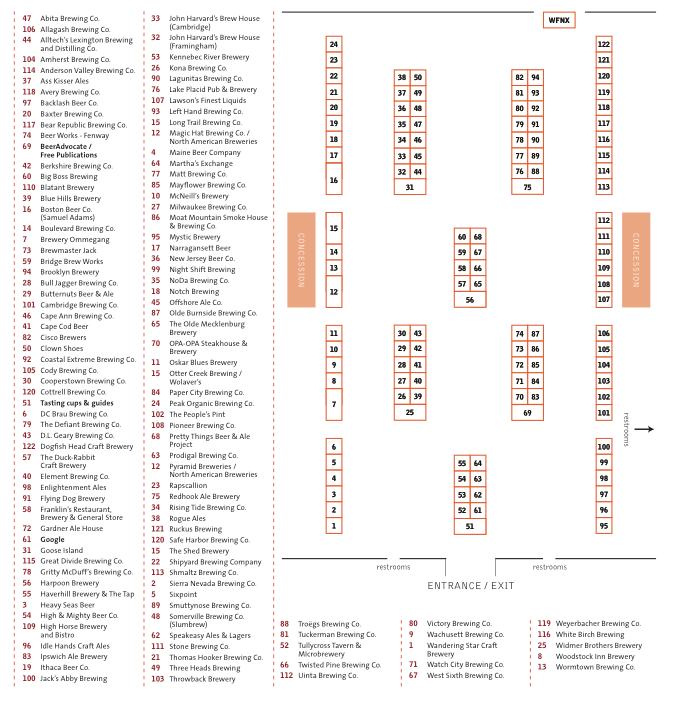 47 Abita Brewing Co.
106 Allagash Brewing Co.
44 Alltech's Lexington Brewing
and Distilling Co.
104 Amherst Brewing Co.
114 Anderson Valley Brewing Co.
37 Ass Kisser Ales
118 Avery Brewing Co.
97 Backlash Beer Co.
20 Baxter Brewing Co.
117 Bear Republic Brewing Co.
74 Beer Works - Fenway
69 BeerAdvocate /
Free Publications
42 Berkshire Brewing Co.
60 Big Boss Brewing
110 Blatant Brewery
39 Blue Hills Brewery
16 Boston Beer Co.
(Samuel Adams)
14 Boulevard Brewing Co.
7 Brewery Ommegang
73 Brewmaster Jack
59 Bridge Brew Works
94 Brooklyn Brewery
28 Bull Jagger Brewing Co.
29 Butternuts Beer & Ale
101 Cambridge Brewing Co.
46 Cape Ann Brewing Co.
41 Cape Cod Beer
82 Cisco Brewers
50 Clown Shoes
92 Coastal Extreme Brewing Co.
105 Cody Brewing Co.
30 Cooperstown Brewing Co.
120 Cottrell Brewing Co.
51 Tasting cups & guides
6 DC Brau Brewing Co.
79 The Defiant Brewing Co.
43 D.L. Geary Brewing Co.
122 Dogfish Head Craft Brewery
57 The Duck-Rabbit
Craft Brewery
40 Element Brewing Co.
98 Enlightenment Ales
91 Flying Dog Brewery
58 Franklin's Restaurant,
Brewery & General Store
72 Gardner Ale House
61 Google
31 Goose Island
115 Great Divide Brewing Co.
78 Gritty McDuff's Brewing Co.
56 Harpoon Brewery
55 Haverhill Brewery & The Tap
3 Heavy Seas Beer
54 High & Mighty Beer Co.
109 High Horse Brewery
and Bistro
96 Idle Hands Craft Ales
83 Ipswich Ale Brewery
19 Ithaca Beer Co.
100 Jack's Abby Brewing
33 John Harvard's Brew House
(Cambridge)
32 John Harvard's Brew House
(Framingham)
53 Kennebec River Brewery
26 Kona Brewing Co.
90 Lagunitas Brewing Co.
76 Lake Placid Pub & Brewery
107 Lawson's Finest Liquids
93 Left Hand Brewing Co.
15 Long Trail Brewing Co.
12 Magic Hat Brewing Co. /
North American Breweries
4 Maine Beer Company
64 Martha's Exchange
77 Matt Brewing Co.
85 Mayflower Brewing Co.
10 McNeill's Brewery
27 Milwaukee Brewing Co.
86 Moat Mountain Smoke House
& Brewing Co.
95 Mystic Brewery
17 Narragansett Beer
36 New Jersey Beer Co.
99 Night Shift Brewing
35 NoDa Brewing Co.
18 Notch Brewing
45 Offshore Ale Co.
87 Olde Burnside Brewing Co.
65 The Olde Mecklenburg
Brewery
70 OPA-OPA Steakhouse &
Brewery
11 Oskar Blues Brewery
15 Otter Creek Brewing /
Wolaver's
84 Paper City Brewing Co.
24 Peak Organic Brewing Co.
102 The People's Pint
108 Pioneer Brewing Co.
68 Pretty Things Beer & Ale
Project
63 Prodigal Brewing Co.
12 Pyramid Breweries /
North American Breweries
23 Rapscallion
75 Redhook Ale Brewery
34 Rising Tide Brewing Co.
38 Rogue Ales
121 Ruckus Brewing
120 Safe Harbor Brewing Co.
15 The Shed Brewery
22 Shipyard Brewing Company
113 Shmaltz Brewing Co.
2 Sierra Nevada Brewing Co.
5 Sixpoint
89 Smuttynose Brewing Co.
48 Somerville Brewing Co.
(Slumbrew)
62 Speakeasy Ales & Lagers
111 Stone Brewing Co.
21 Thomas Hooker Brewing Co.
49 Three Heads Brewing
103 Throwback Brewery
WFNX
24 122
23 121
22 38 50 82 94 120
21 37 49 81 93 119
20 36 48 80 92 118
19 35 47 79 91 117
18 34 46 78 90 116
17 33 45 77 89 115
16 32 44 76 88 114
31 75 113
CONCESSION
15 112
60 68 111
14 59 67 110
13 58 66 109
12 57 65 108
56 107
CONCESSION
11 30 43 74 87 106
10 29 42 73 86 105
9 28 41 72 85 104
8 27 40 71 84 103
7 26 39 70 83 102
25 69 101
restrooms
6 100
5 55 64 99
4 54 63 98
3 53 62 97
2 52 61 96
1 51 95
restrooms restrooms
ENTRANCE / EXIT
88 Troëgs Brewing Co.
81 Tuckerman Brewing Co.
52 Tullycross Tavern &
Microbrewery
66 Twisted Pine Brewing Co.
112 Uinta Brewing Co.
80 Victory Brewing Co.
9 Wachusett Brewing Co.
1 Wandering Star Craft
Brewery
71 Watch City Brewing Co.
67 West Sixth Brewing Co.
119 Weyerbacher Brewing Co.
116 White Birch Brewing
25 Widmer Brothers Brewery
8 Woodstock Inn Brewery
13 Wormtown Brewing Co.